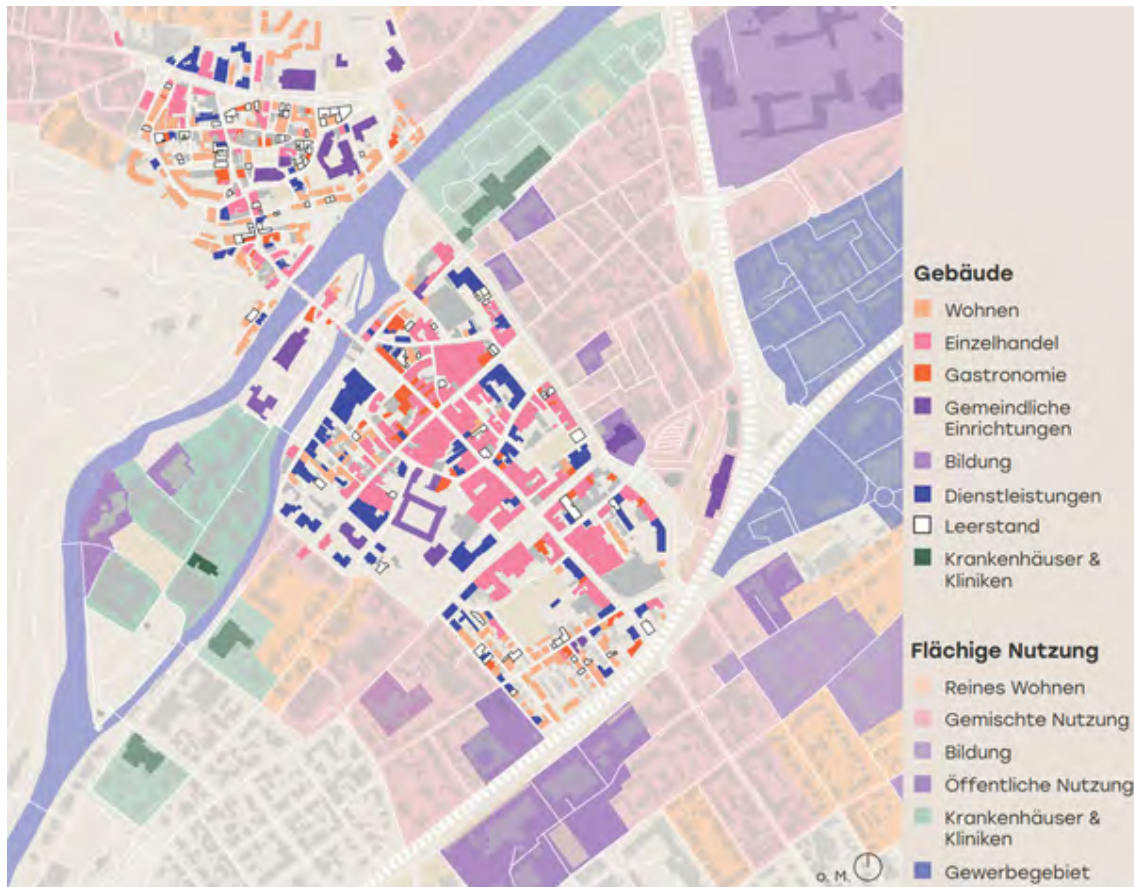 Gebäude
Wohnen
Einzelhandel
Gastronomie
Gemeindliche
Einrichtungen
Bildung
Dienstleistungen
Leerstand
Krankenhäuser &
Kliniken
Flächige Nutzung
Reines Wohnen
Gemischte Nutzung
Bildung
Öffentliche Nutzung
Krankenhäuser &
Kliniken
Gewerbegebiet
o. M.